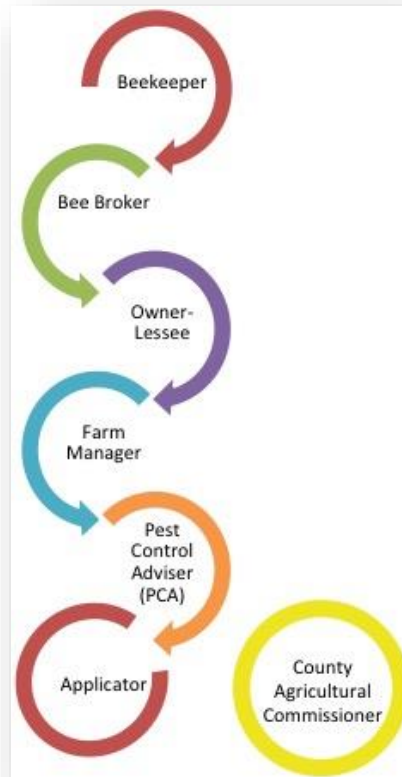 Beekeeper
Bee Broker
Owner-
Lessee
Farm
Manager
Pest
Control
Adviser
(PCA)
Applicator
County
Agricultural
Commissioner